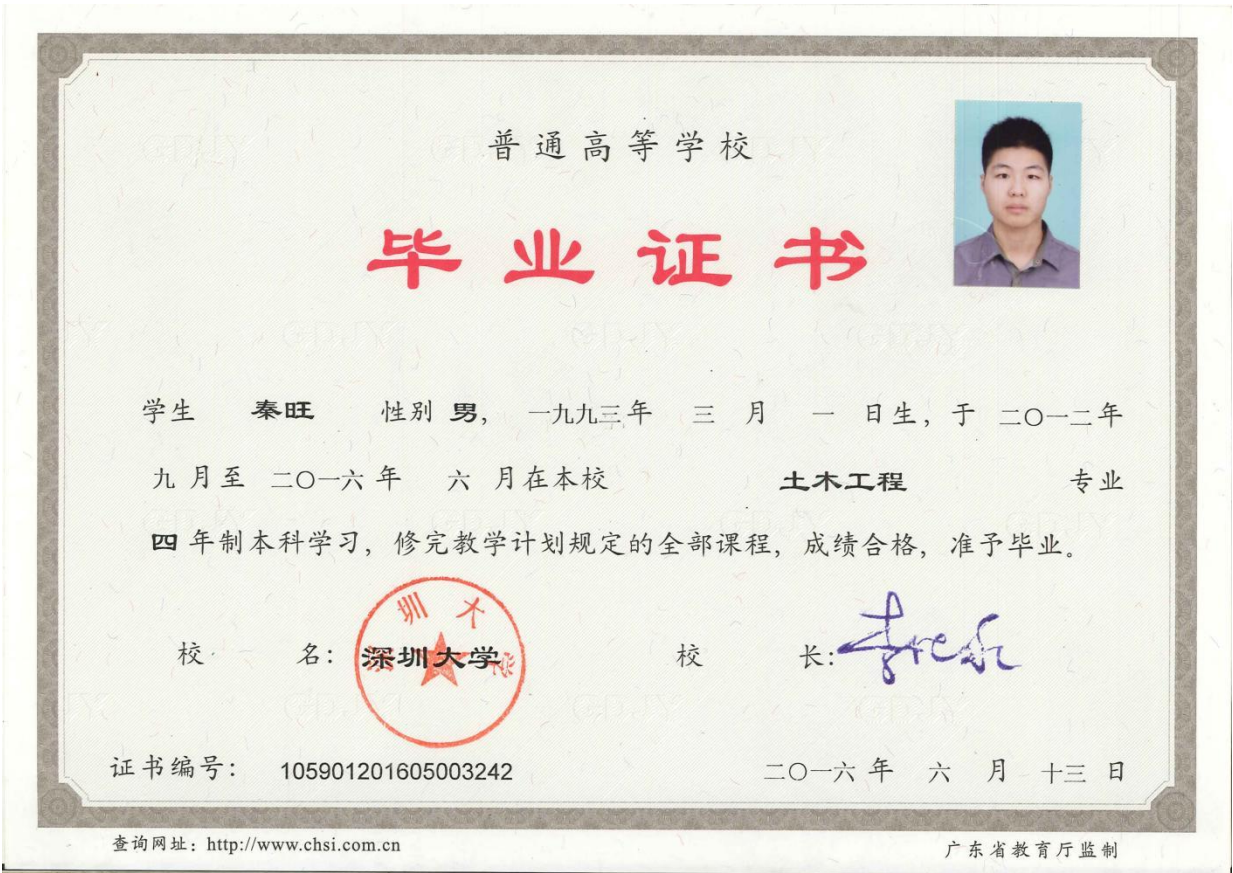 普通高等学校
毕业证书
学生 秦旺 性别 男， 一九九三年 三 月 一 日生，于 二〇一二年
九 月至 二〇一六年 六 月在本校 土木工程 专业
四 年制本科学习，修完教学计划规定的全部课程，成绩合格，准予毕业。
校 名：深圳大学 校 长：
深圳大学
证书编号： 105901201605003242 二〇一六年 六 月 十三 日
查询网址：http://www.chsi.com.cn 广东省教育厅监制